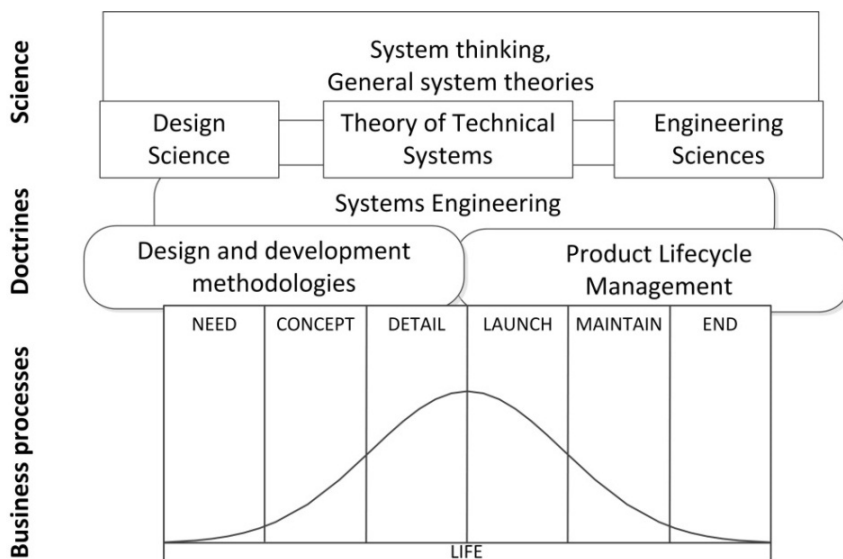 Science
System thinking,
General system theories
Design
Science
Theory of Technical
Systems
Engineering
Sciences
Doctrines
Systems Engineering
Design and development
methodologies
Product Lifecycle
Management
Business processes
NEED
CONCEPT
DETAIL
LAUNCH
MAINTAIN
END
LIFE